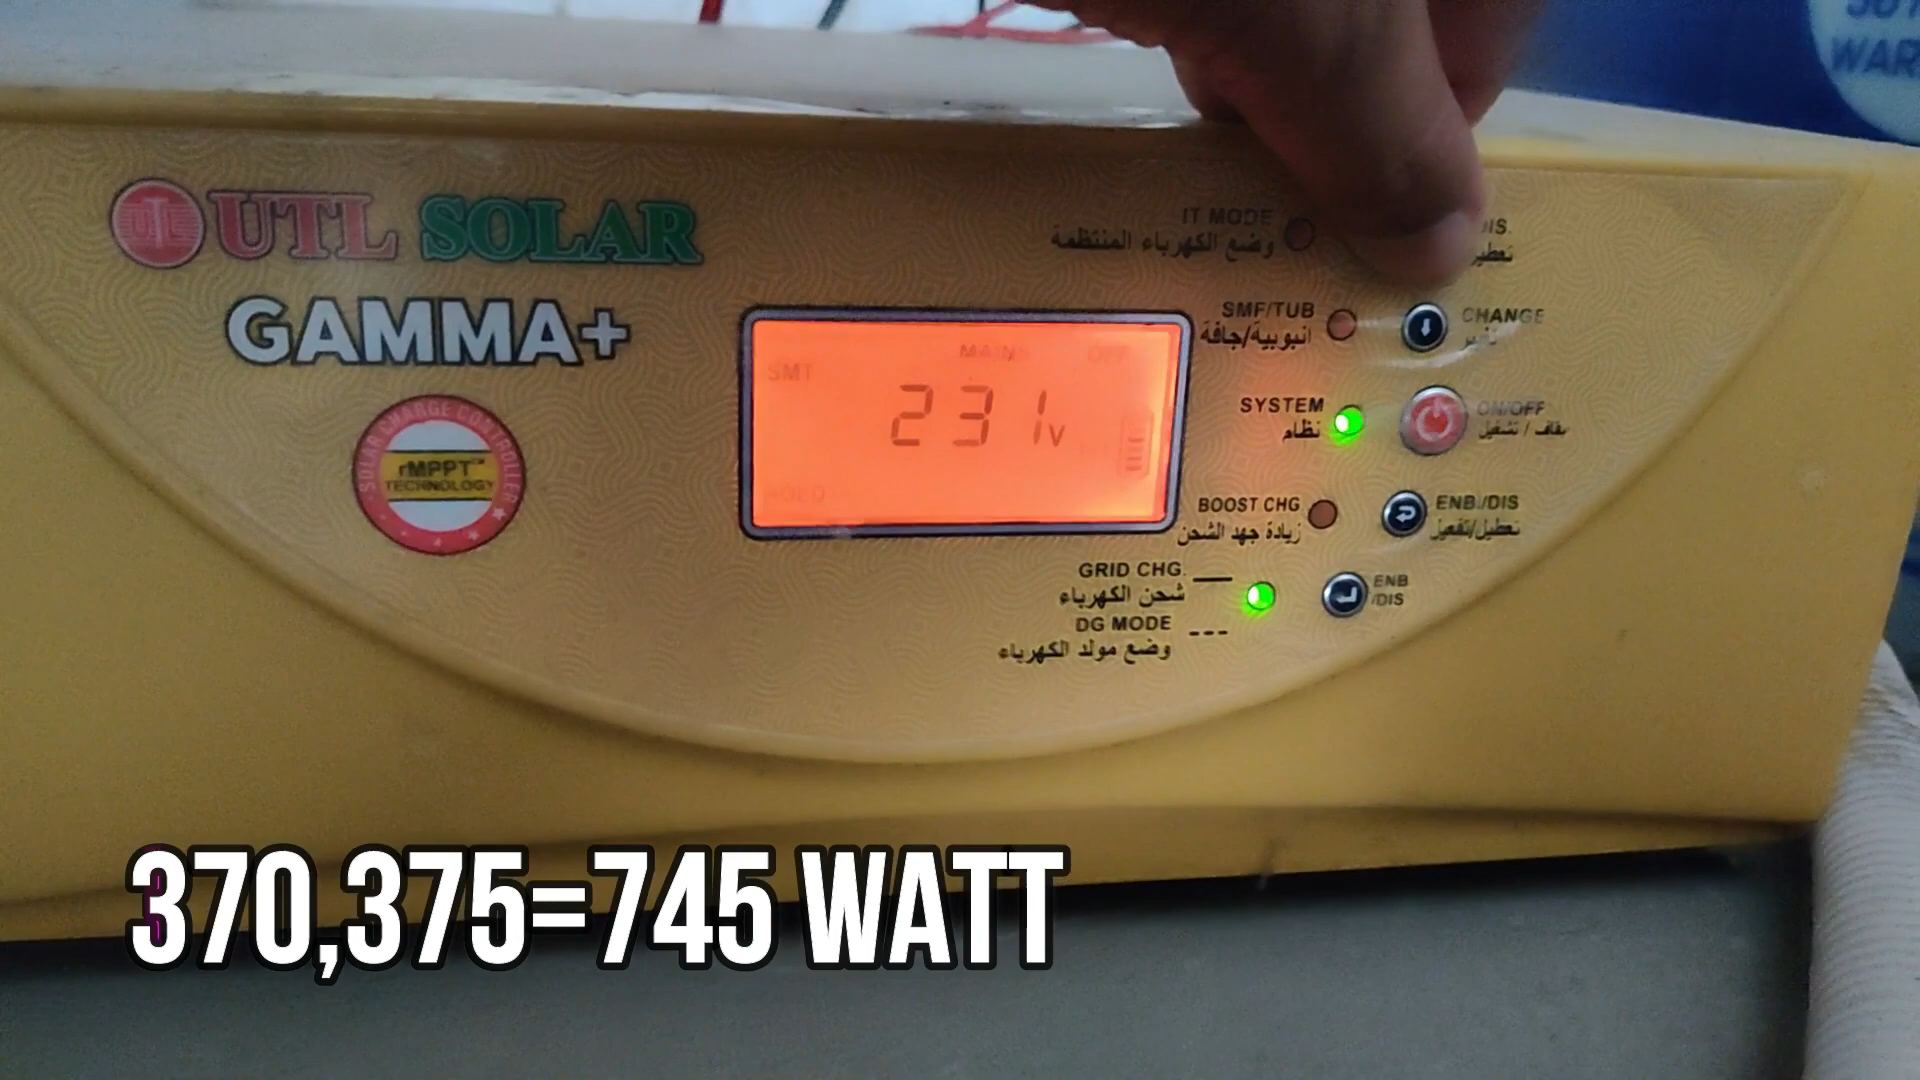 UTL SOLAR
GAMMA+
SOLAR CHARGE CONTROLLER
rMPPT™
TECHNOLOGY
SMT
MAINS
231v
IT MODE
وضع الكهرباء المنتظمة
SMF/TUB
انبوبية/جافة
CHANGE
SYSTEM
نظام
ON/OFF
BOOST CHG
زيادة جهد الشحن
ENB./DIS
تعطيل/تفعيل
GRID CHG.
شحن الكهرباء
ENB
/DIS
DG MODE
وضع مولد الكهرباء
370,375=745 WATT